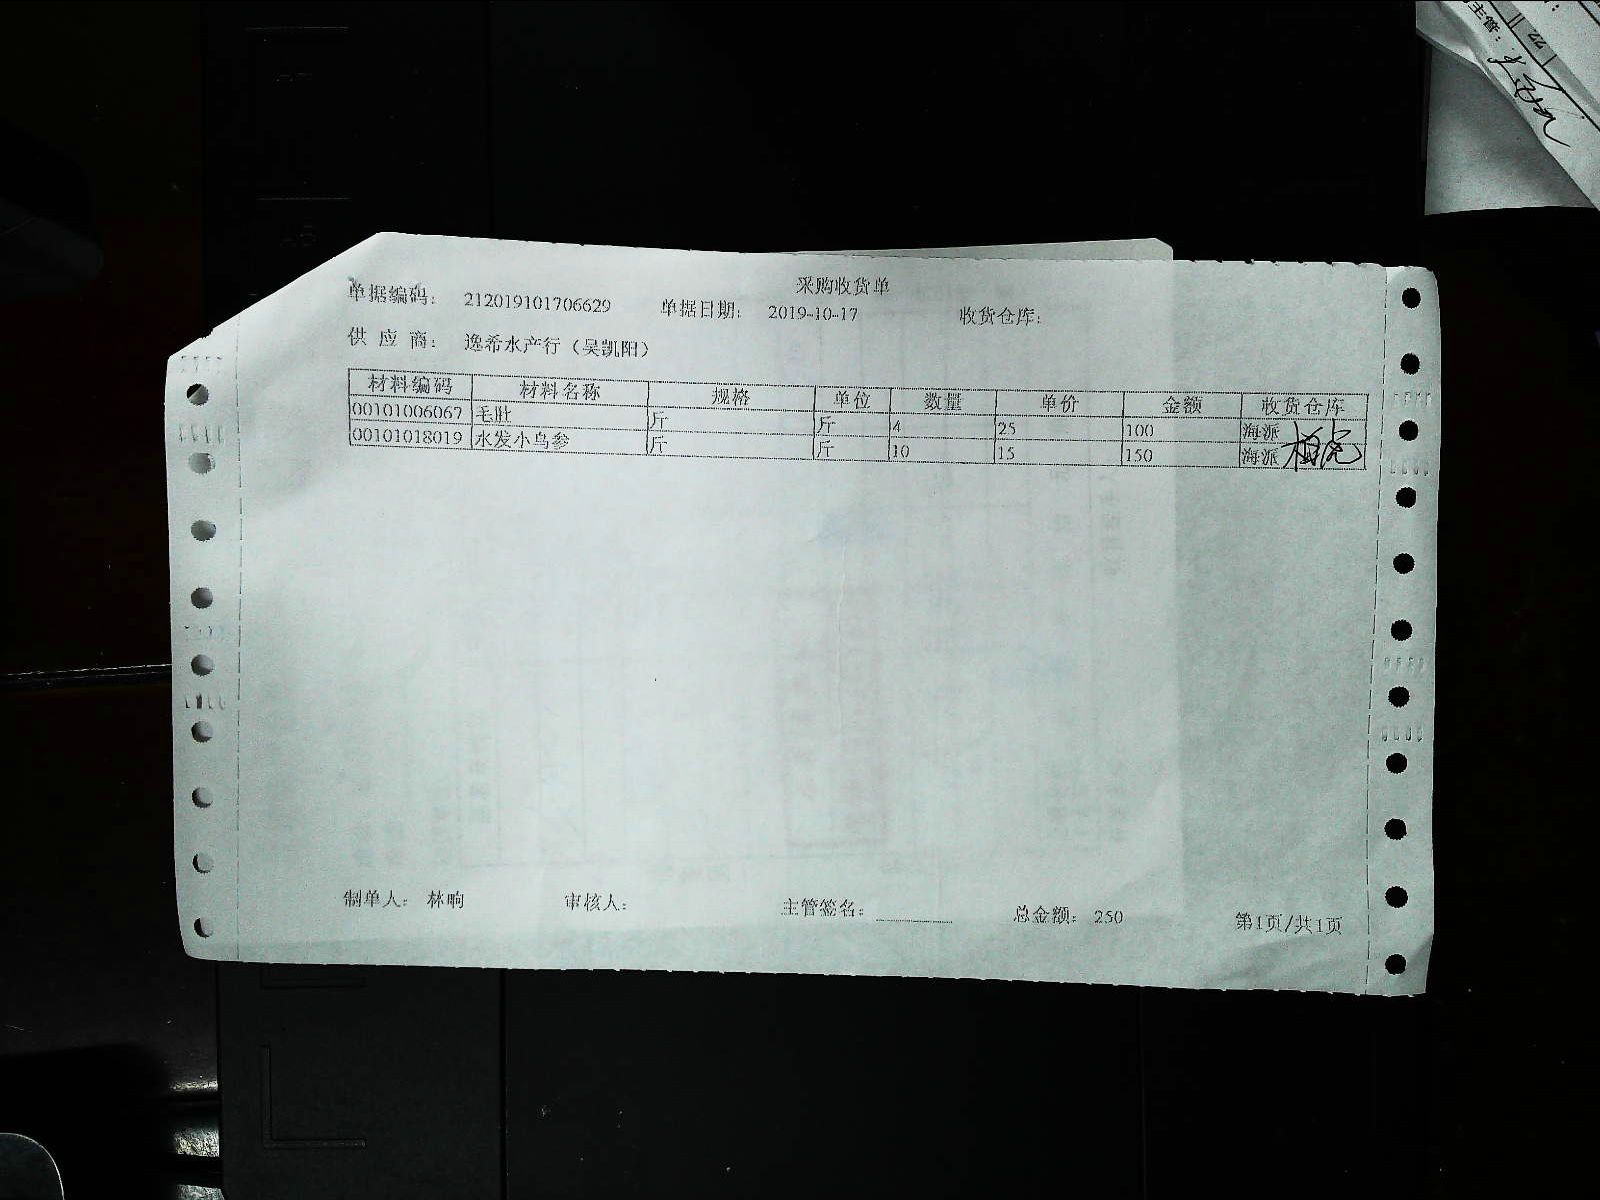 采购收货单
单据编码: 212019101706629 单据日期: 2019-10-17 收货仓库:
供 应 商: 逸希水产行（吴凯阳）
材料编码 材料名称 规格 单位 数量 单价 金额 收货仓库
00101006067 毛肚 斤 斤 4 25 100 海派
00101018019 水发小乌参 斤 斤 10 15 150 海派
制单人: 林晌 审核人: 主管签名: 总金额: 250 第1页/共1页
主管: